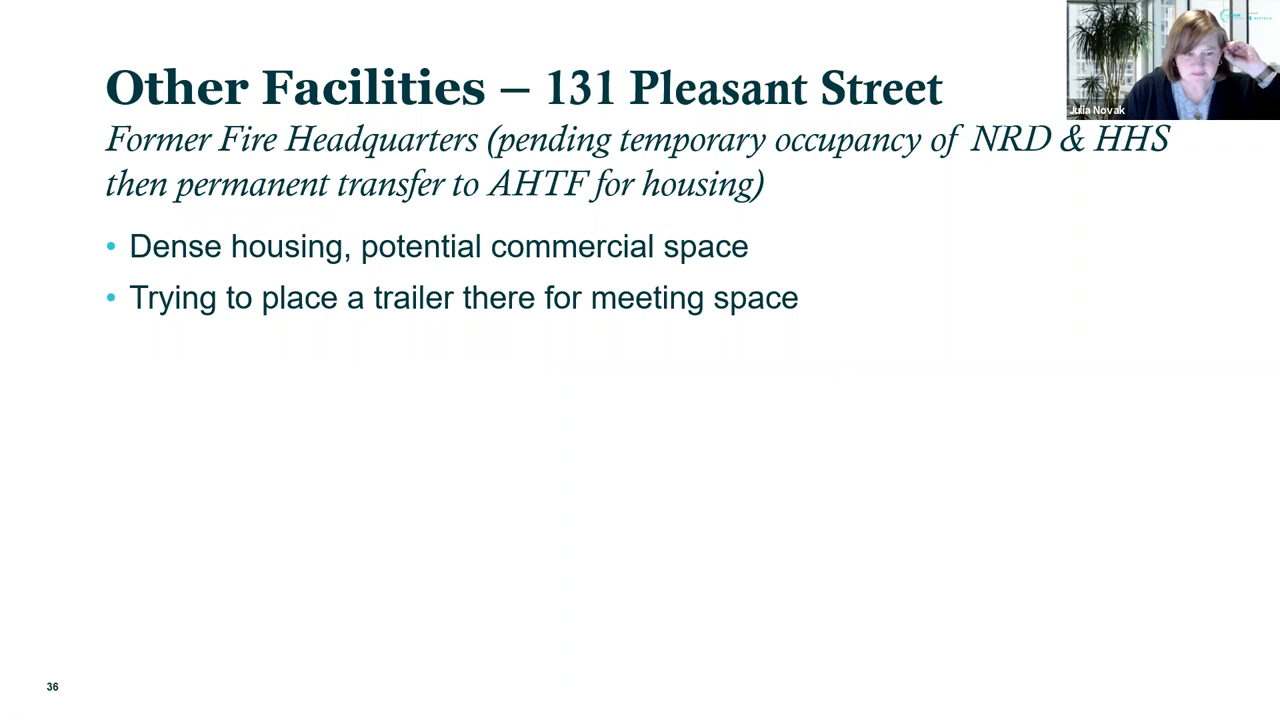 Other Facilities – 131 Pleasant Street
Former Fire Headquarters (pending temporary occupancy of NRD & HHS
then permanent transfer to AHTF for housing)
• Dense housing, potential commercial space
• Trying to place a trailer there for meeting space
Julia Novak
36